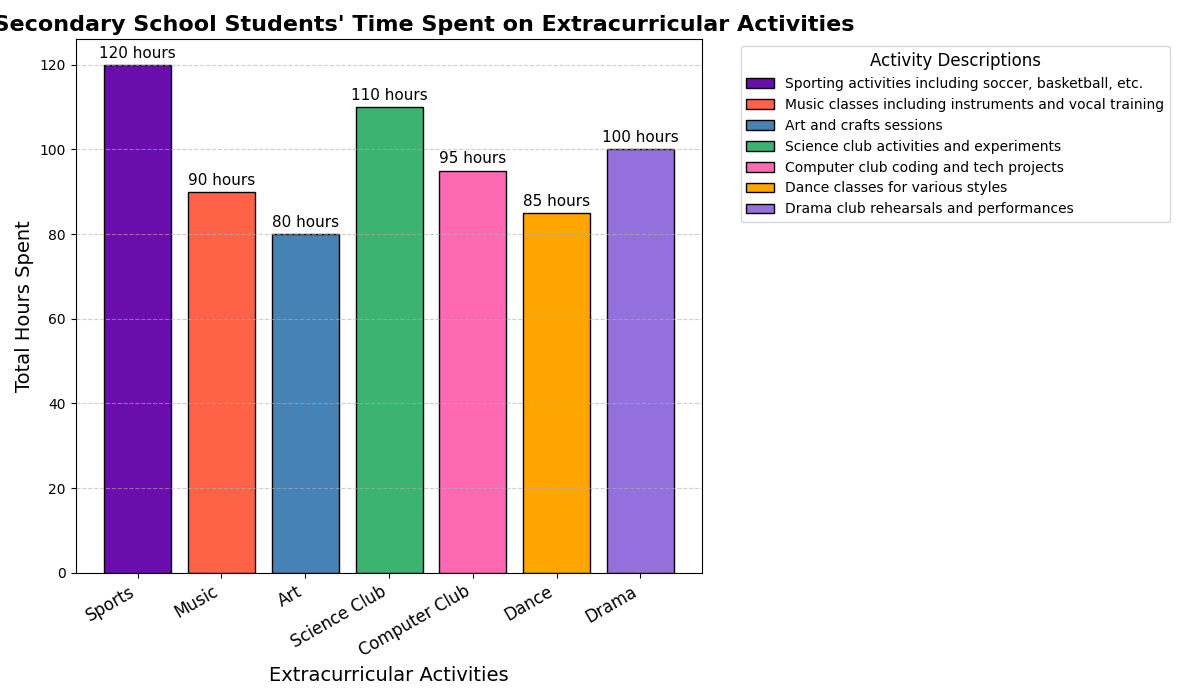 Secondary School Students' Time Spent on Extracurricular Activities
120 hours
90 hours
80 hours
110 hours
95 hours
85 hours
100 hours
Total Hours Spent
120
100
80
60
40
20
0
Sports
Music
Art
Science Club
Computer Club
Dance
Drama
Extracurricular Activities
Activity Descriptions
Sporting activities including soccer, basketball, etc.
Music classes including instruments and vocal training
Art and crafts sessions
Science club activities and experiments
Computer club coding and tech projects
Dance classes for various styles
Drama club rehearsals and performances